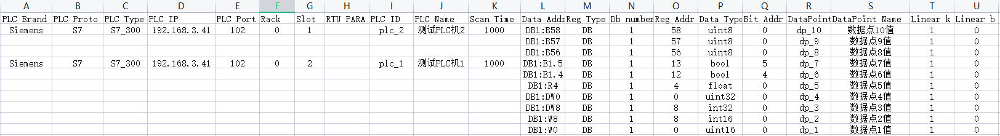 A B C D E F G H I J K L M N O P Q R S T U
PLC Brand PLC Proto PLC Type PLC IP PLC Port Rack Slot RTU PARA PLC ID PLC Name Scan Time Data Addr Reg Type Db number Reg Addr Data Type Bit Addr DataPoint DataPoint Name Linear k Linear b
Siemens S7 S7_300 192.168.3.41 102 0 1 plc_2 测试PLC机2 1000 DB1:B58 DB 1 58 uint8 0 dp_10 数据点10值 1 0
DB1:B57 DB 1 57 uint8 0 dp_9 数据点9值 1 0
DB1:B56 DB 1 56 uint8 0 dp_8 数据点8值 1 0
Siemens S7 S7_300 192.168.3.41 102 0 2 plc_1 测试PLC机1 1000 DB1:B1.5 DB 1 13 bool 5 dp_7 数据点7值 1 0
DB1:B1.4 DB 1 12 bool 4 dp_6 数据点6值 1 0
DB1:R4 DB 1 4 float 0 dp_5 数据点5值 1 0
DB1:DW0 DB 1 0 uint32 0 dp_4 数据点4值 1 0
DB1:DW8 DB 1 8 int32 0 dp_3 数据点3值 1 0
DB1:W8 DB 1 8 int16 0 dp_2 数据点2值 1 0
DB1:W0 DB 1 0 uint16 0 dp_1 数据点1值 1 0